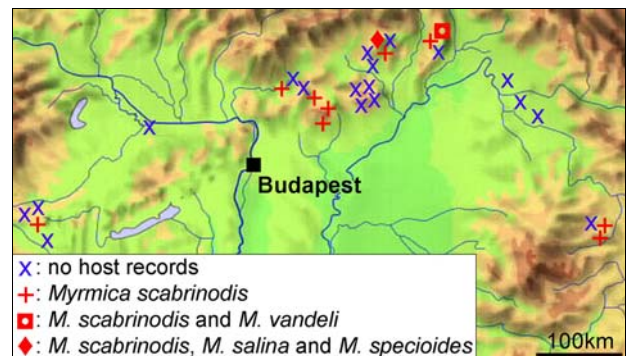 Budapest
X: no host records
+: Myrmica scabrinodis
: M. scabrinodis and M. vandeli
♦: M. scabrinodis, M. salina and M. specioides
100km